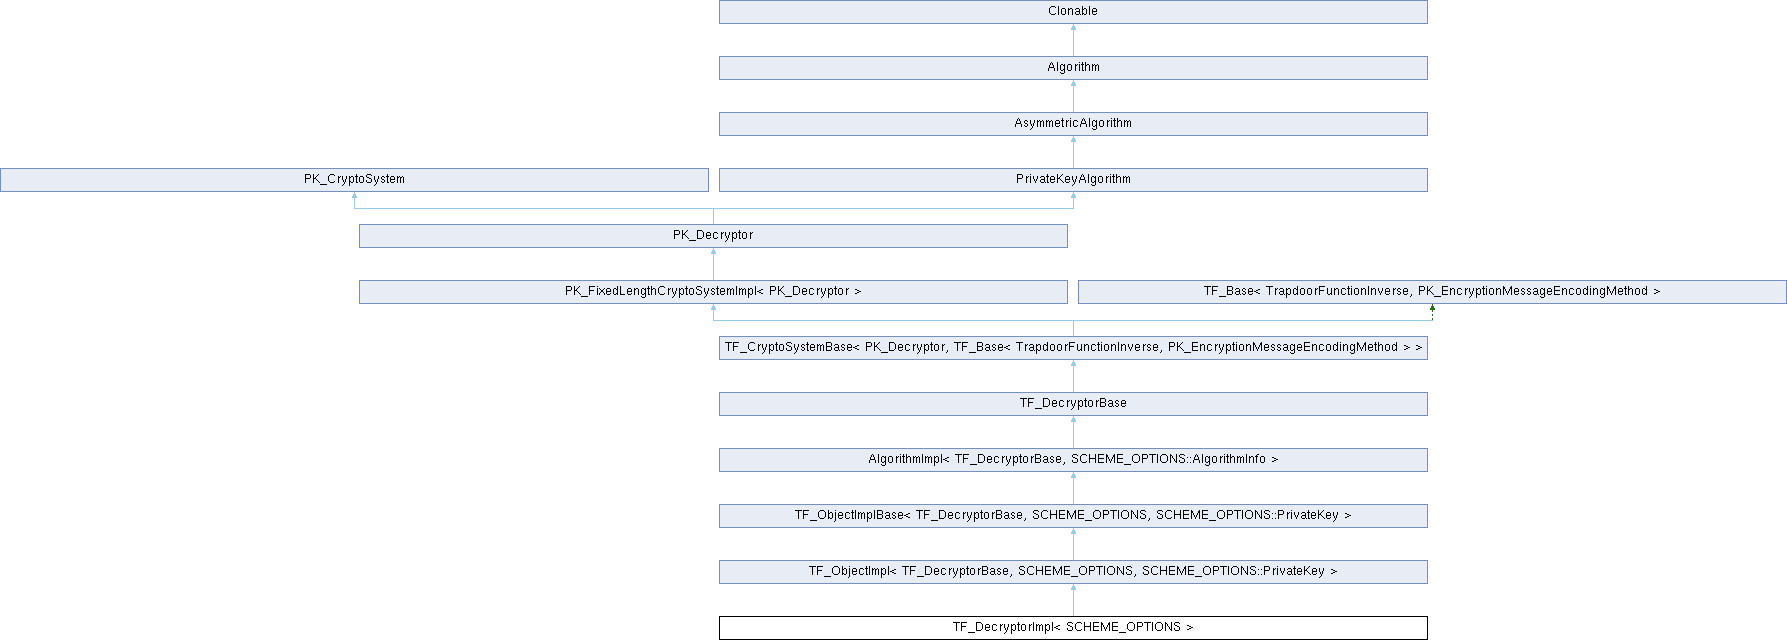 Clonable
Algorithm
AsymmetricAlgorithm
PK_CryptoSystem
PrivateKeyAlgorithm
PK_Decryptor
PK_FixedLengthCryptoSystemImpl< PK_Decryptor >
TF_Base< TrapdoorFunctionInverse, PK_EncryptionMessageEncodingMethod >
TF_CryptoSystemBase< PK_Decryptor, TF_Base< TrapdoorFunctionInverse, PK_EncryptionMessageEncodingMethod > >
TF_DecryptorBase
AlgorithmImpl< TF_DecryptorBase, SCHEME_OPTIONS::AlgorithmInfo >
TF_ObjectImplBase< TF_DecryptorBase, SCHEME_OPTIONS, SCHEME_OPTIONS::PrivateKey >
TF_ObjectImpl< TF_DecryptorBase, SCHEME_OPTIONS, SCHEME_OPTIONS::PrivateKey >
TF_DecryptorImpl< SCHEME_OPTIONS >